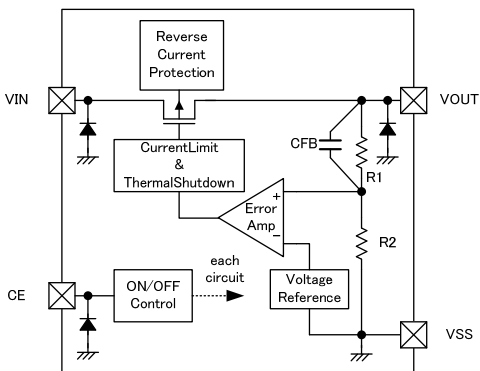 Reverse
Current
Protection
VIN
VOUT
CurrentLimit
&
ThermalShutdown
CFB
R1
+
Error
Amp
−
R2
each
circuit
CE
ON/OFF
Control
Voltage
Reference
VSS